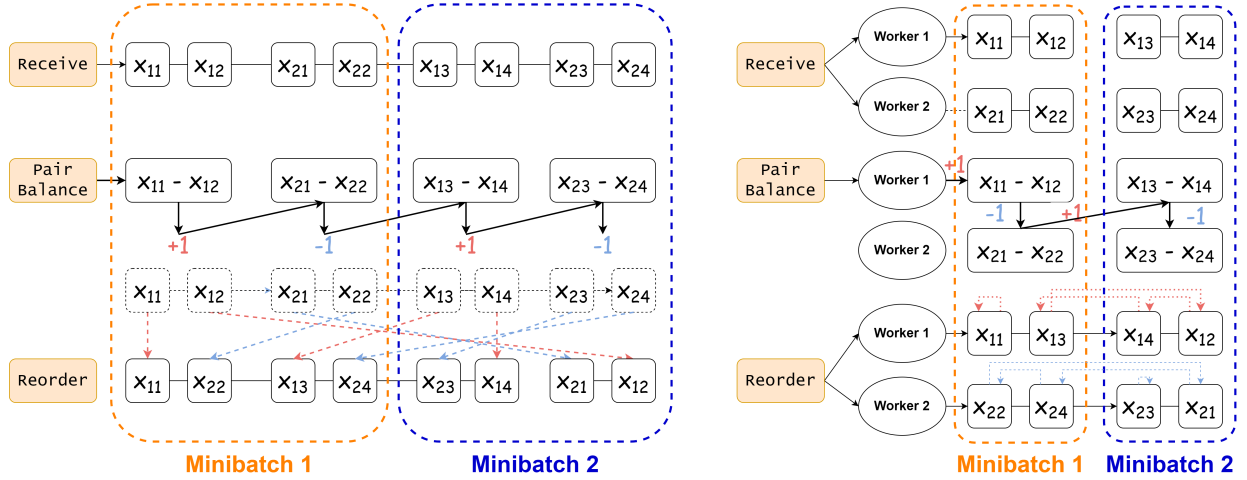 Receive
x11 x12 x21 x22 x13 x14 x23 x24
Pair
Balance
x11 - x12 x21 - x22 x13 - x14 x23 - x24
+1 -1 +1 -1
x11 x12 x21 x22 x13 x14 x23 x24
Reorder
x11 x22 x13 x24 x23 x14 x21 x12
Minibatch 1 Minibatch 2
Receive
Worker 1
x11 x12 x13 x14
Worker 2
x21 x22 x23 x24
Pair
Balance
Worker 1
+1
x11 - x12 x13 - x14
-1 +1 -1
Worker 2
x21 - x22 x23 - x24
Reorder
Worker 1
x11 x13 x14 x12
Worker 2
x22 x24 x23 x21
Minibatch 1 Minibatch 2